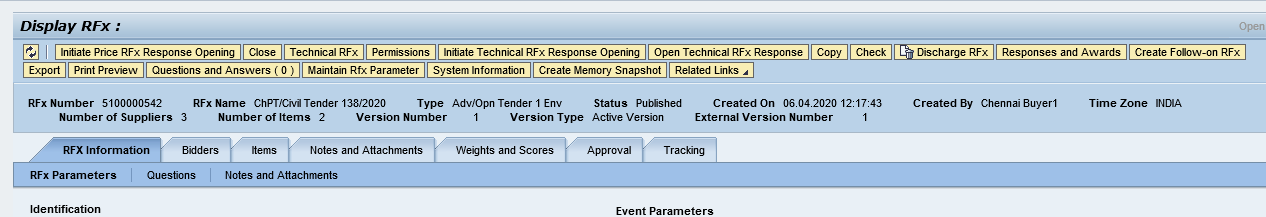 Display RFx :
Open
Initiate Price RFx Response Opening Close Technical RFx Permissions Initiate Technical RFx Response Opening Open Technical RFx Response Copy Check Discharge RFx Responses and Awards Create Follow-on RFx
Export Print Preview Questions and Answers ( 0 ) Maintain Rfx Parameter System Information Create Memory Snapshot Related Links
RFx Number 5100000542 RFx Name ChPT/Civil Tender 138/2020 Type Adv/Opn Tender 1 Env Status Published Created On 06.04.2020 12:17:43 Created By Chennai Buyer1 Time Zone INDIA
Number of Suppliers 3 Number of Items 2 Version Number 1 Version Type Active Version External Version Number 1
RFX Information Bidders Items Notes and Attachments Weights and Scores Approval Tracking
RFx Parameters Questions Notes and Attachments
Identification Event Parameters